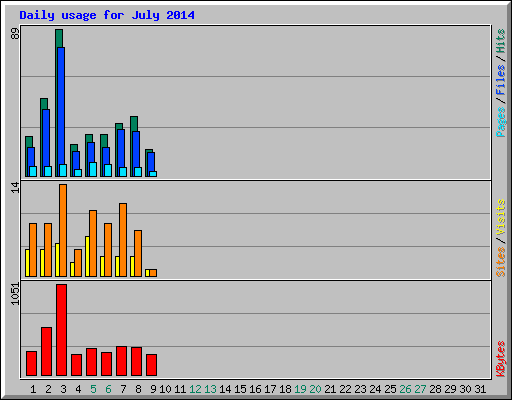 Daily usage for July 2014
89
Pages / Files / Hits
14
Sites / Visits
1051
KBytes
1 2 3 4 5 6 7 8 9 10 11 12 13 14 15 16 17 18 19 20 21 22 23 24 25 26 27 28 29 30 31